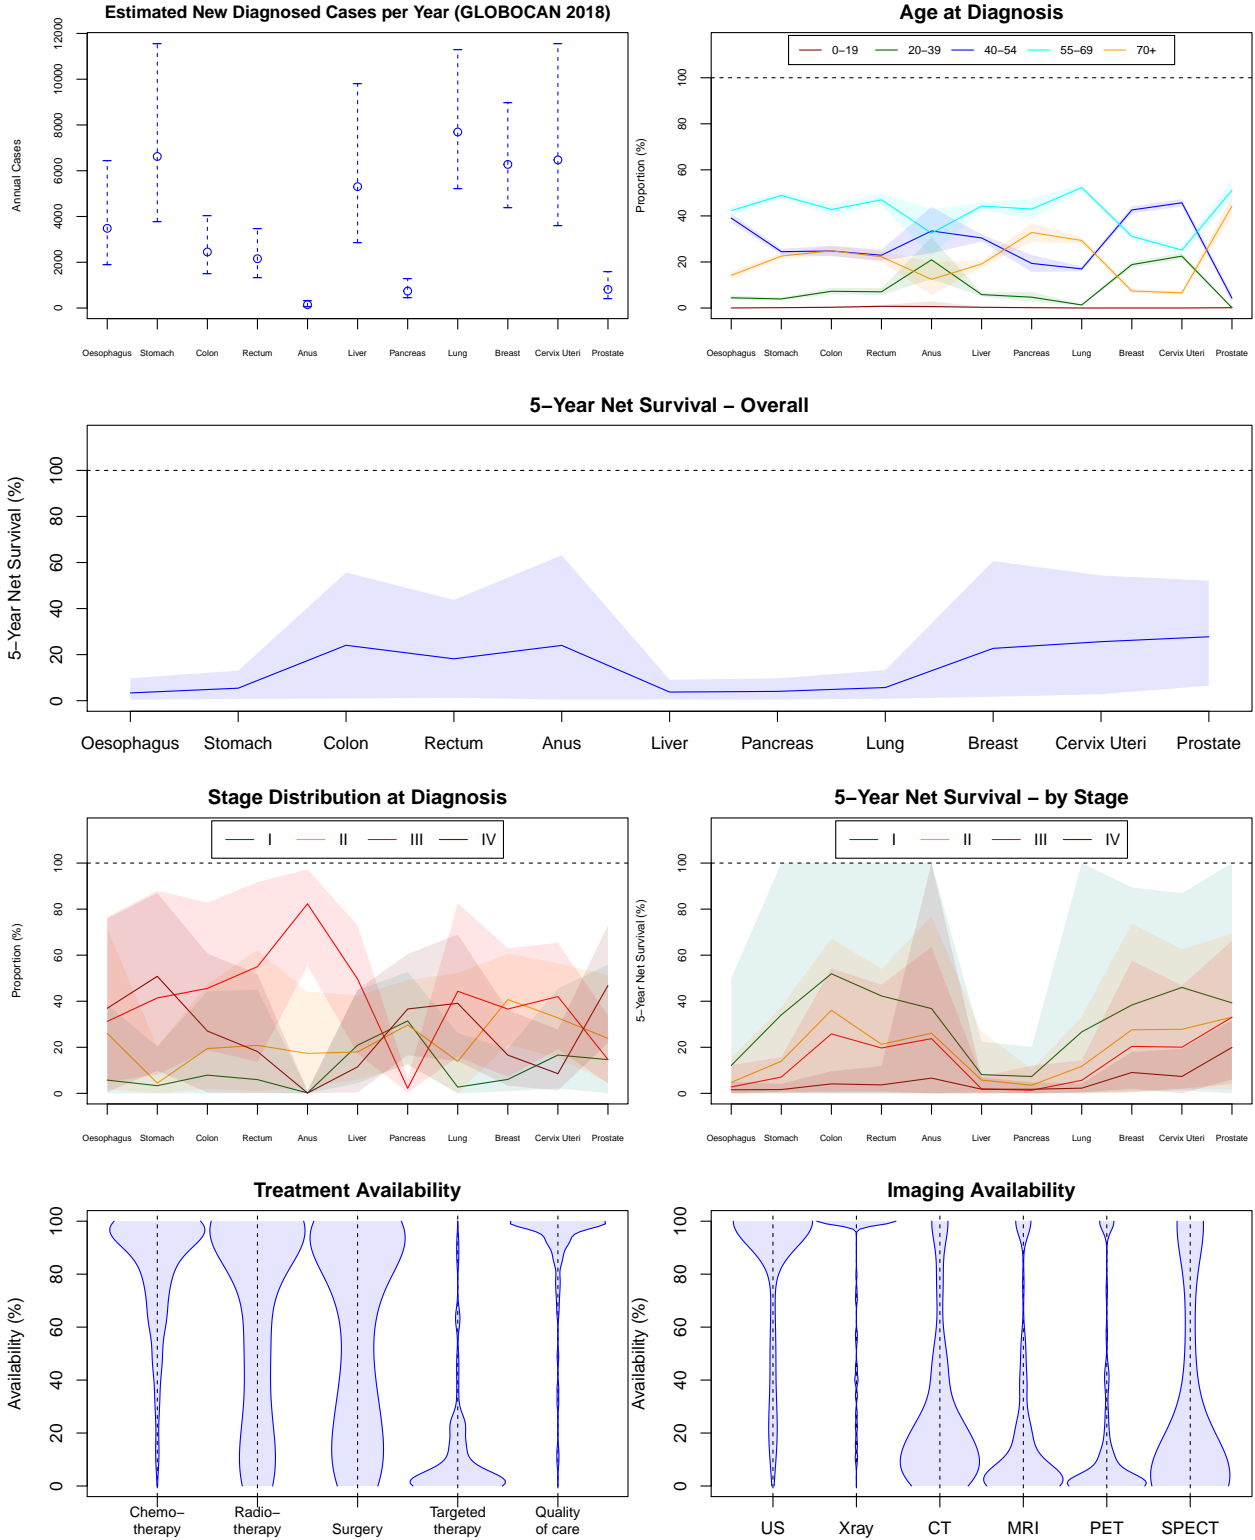 Estimated New Diagnosed Cases per Year (GLOBOCAN 2018)
Annual Cases
0 2000 4000 6000 8000 10000 12000
Oesophagus Stomach Colon Rectum Anus Liver Pancreas Lung Breast Cervix Uteri Prostate
Age at Diagnosis
0–19 20–39 40–54 55–69 70+
Proportion (%)
0 20 40 60 80 100
Oesophagus Stomach Colon Rectum Anus Liver Pancreas Lung Breast Cervix Uteri Prostate
5–Year Net Survival – Overall
5–Year Net Survival (%)
0 20 40 60 80 100
Oesophagus Stomach Colon Rectum Anus Liver Pancreas Lung Breast Cervix Uteri Prostate
Stage Distribution at Diagnosis
I II III IV
Proportion (%)
0 20 40 60 80 100
Oesophagus Stomach Colon Rectum Anus Liver Pancreas Lung Breast Cervix Uteri Prostate
5–Year Net Survival – by Stage
I II III IV
5–Year Net Survival (%)
0 20 40 60 80 100
Oesophagus Stomach Colon Rectum Anus Liver Pancreas Lung Breast Cervix Uteri Prostate
Treatment Availability
Availability (%)
0 20 40 60 80 100
Chemo– Radio– Targeted Quality
therapy therapy Surgery therapy of care
Imaging Availability
Availability (%)
0 20 40 60 80 100
US Xray CT MRI PET SPECT